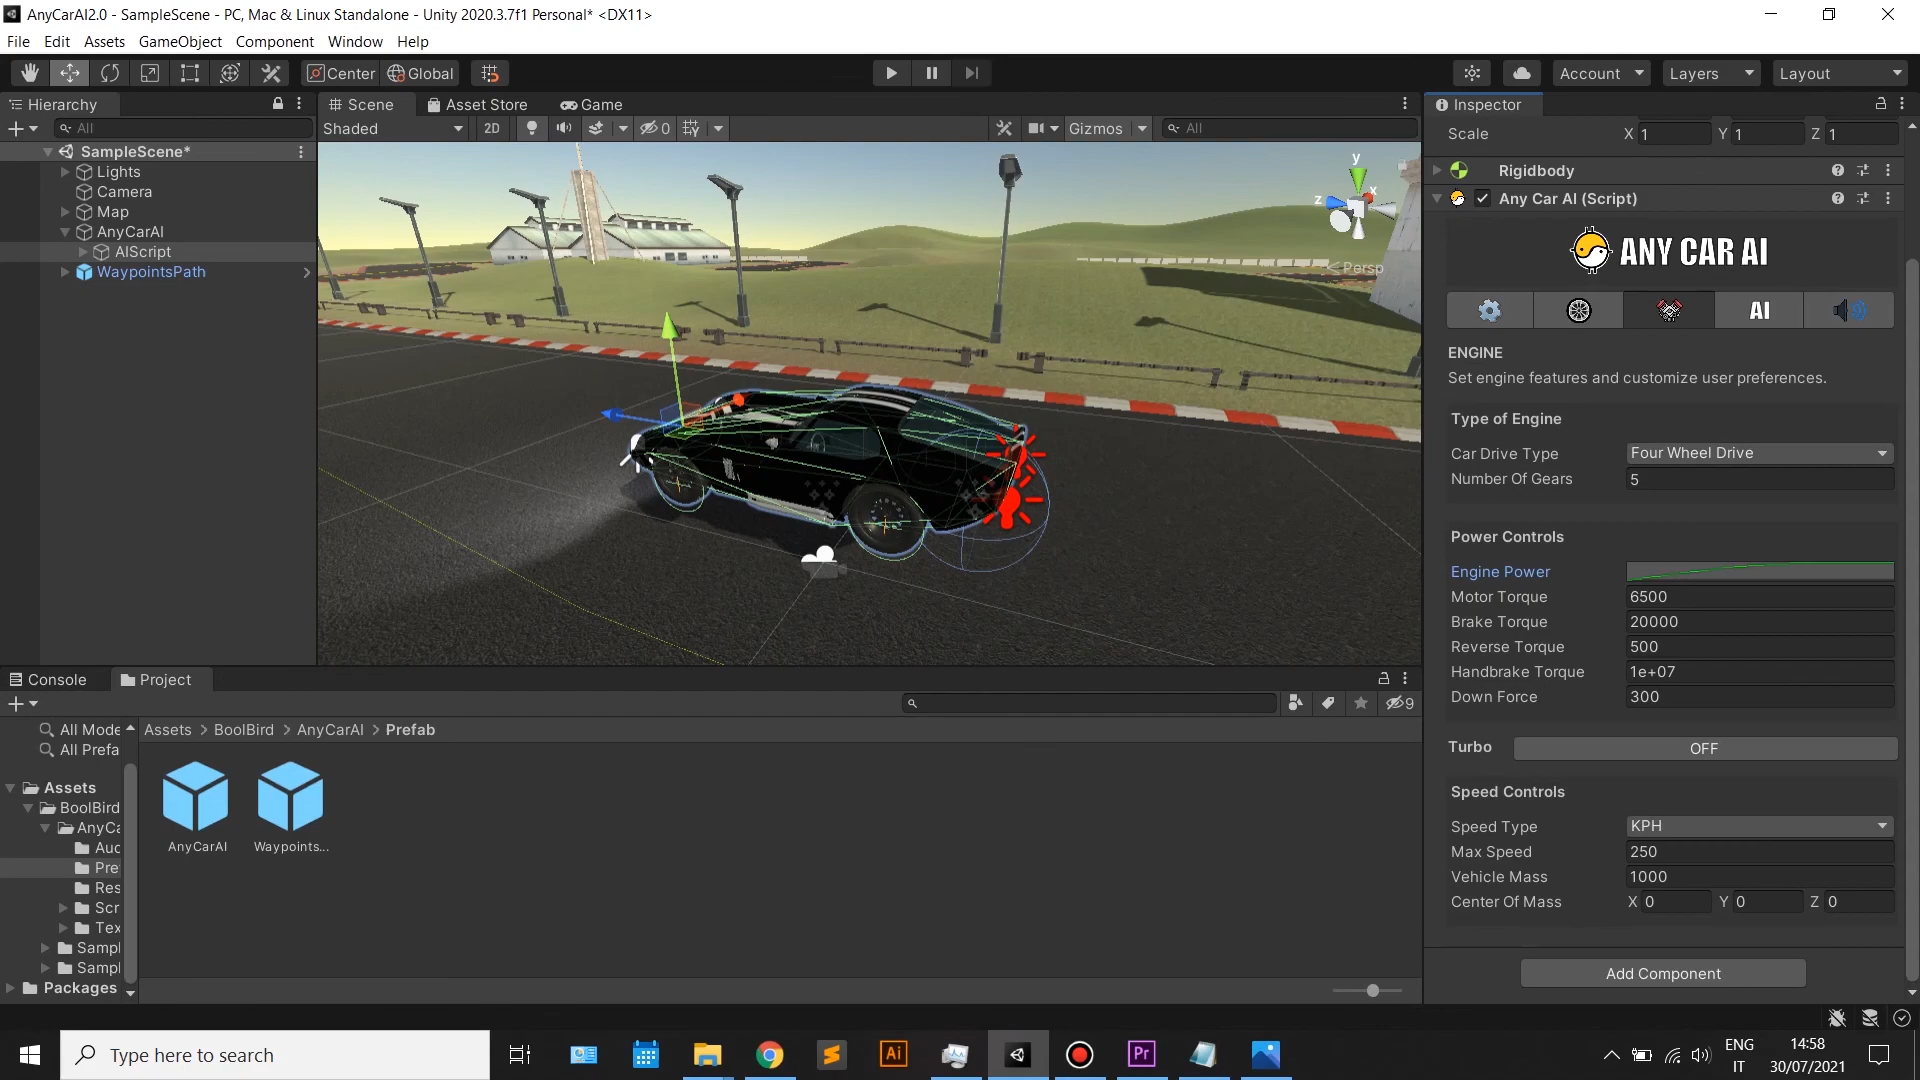 AnyCarAI2.0 - SampleScene - PC, Mac & Linux Standalone - Unity 2020.3.7f1 Personal* <DX11>
File Edit Assets GameObject Component Window Help
Center Global Account Layers Layout
Hierarchy
All
SampleScene*
Lights
Camera
Map
AnyCarAI
AIScript
WaypointsPath
Scene Asset Store Game
Shaded 2D 0 Gizmos All
y
x
z
Persp
Inspector
Scale X 1 Y 1 Z 1
Rigidbody
Any Car AI (Script)
ANY CAR AI
AI
ENGINE
Set engine features and customize user preferences.
Type of Engine
Car Drive Type Four Wheel Drive
Number Of Gears 5
Power Controls
Engine Power
Motor Torque 6500
Brake Torque 20000
Reverse Torque 500
Handbrake Torque 1e+07
Down Force 300
Turbo OFF
Speed Controls
Speed Type KPH
Max Speed 250
Vehicle Mass 1000
Center Of Mass X 0 Y 0 Z 0
Add Component
Console Project
9
All Mode
All Prefa
Assets
BoolBird
AnyCa
Aud
Pre
Res
Scr
Tex
Sampl
Sampl
Packages
Assets > BoolBird > AnyCarAI > Prefab
AnyCarAI Waypoints...
Type here to search
Ai
Pr
ENG
IT
14:58
30/07/2021